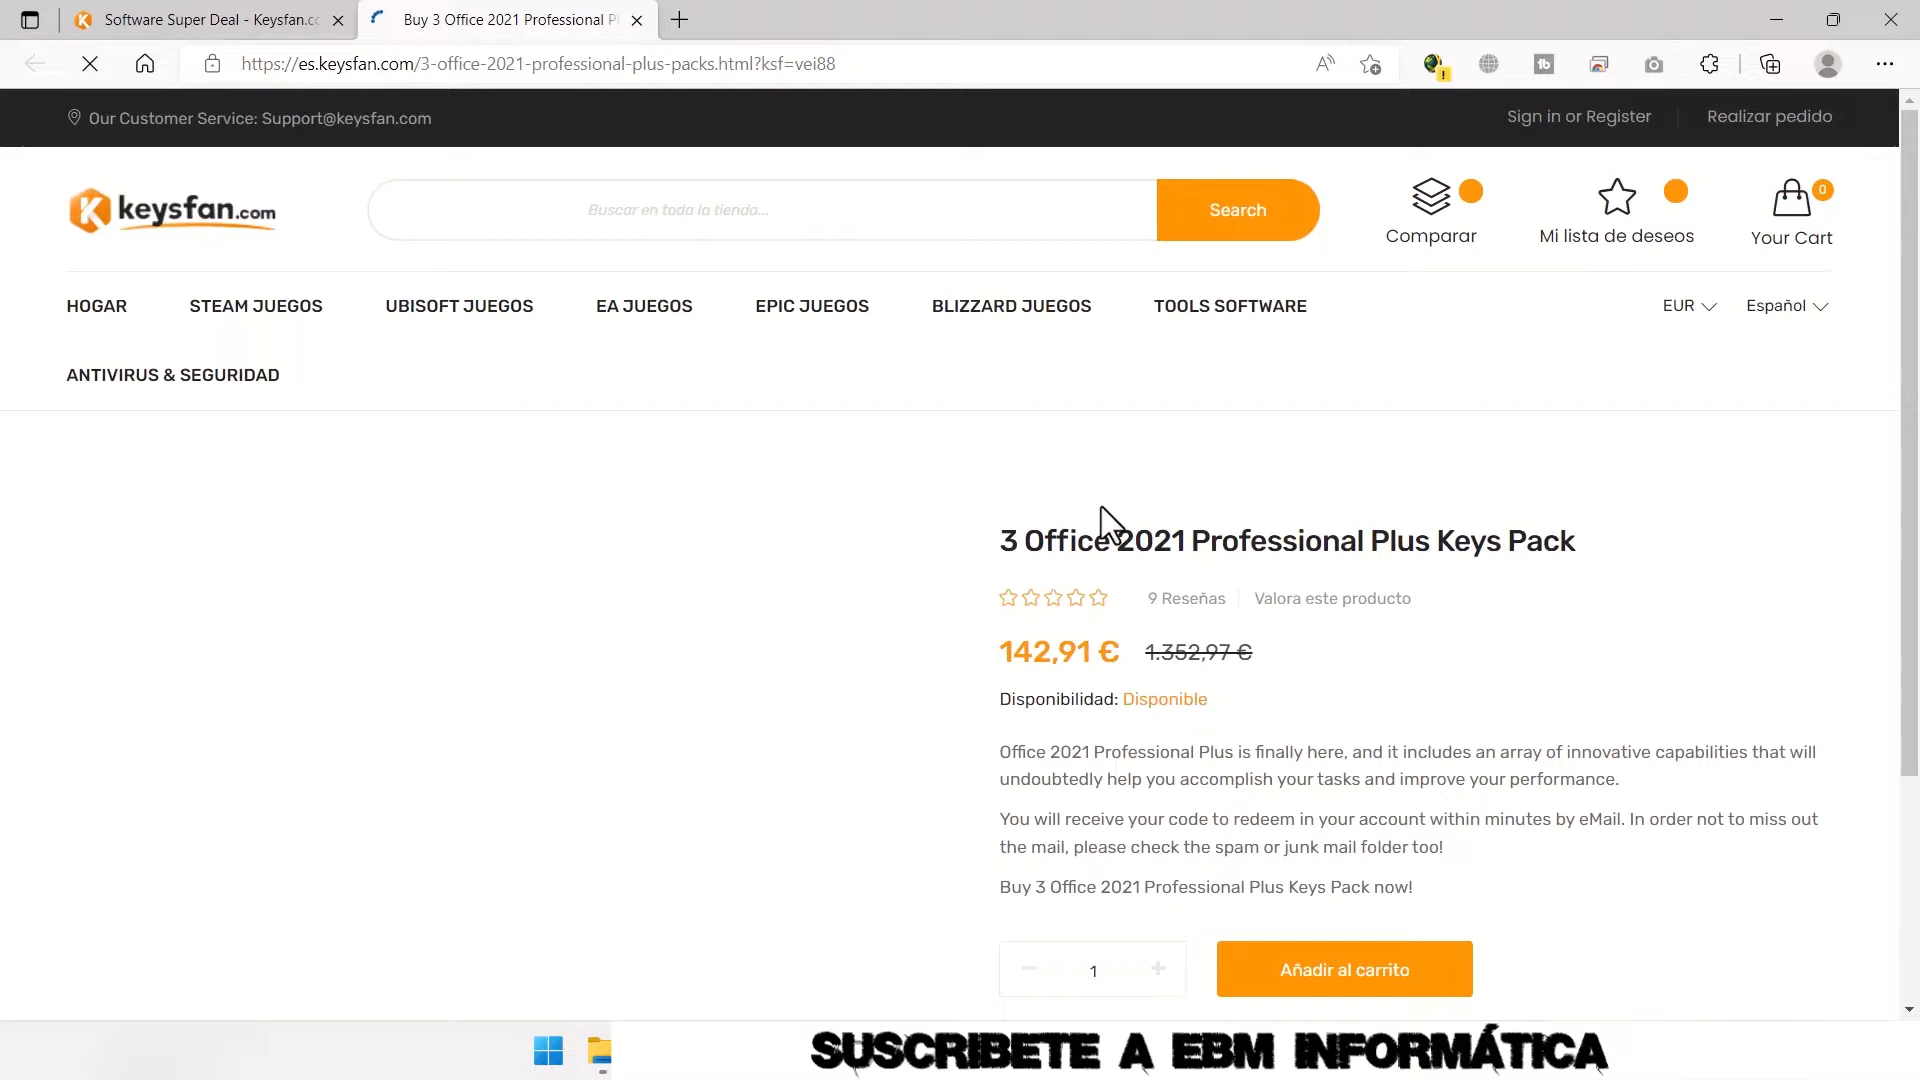 Software Super Deal - Keysfan.cc
Buy 3 Office 2021 Professional Pl
https://es.keysfan.com/3-office-2021-professional-plus-packs.html?ksf=vei88
Our Customer Service: Support@keysfan.com
Sign in or Register
Realizar pedido
keysfan.com
Buscar en toda la tienda...
Search
Comparar
Mi lista de deseos
0
Your Cart
HOGAR
STEAM JUEGOS
UBISOFT JUEGOS
EA JUEGOS
EPIC JUEGOS
BLIZZARD JUEGOS
TOOLS SOFTWARE
EUR
Español
ANTIVIRUS & SEGURIDAD
3 Office 2021 Professional Plus Keys Pack
9 Reseñas
Valora este producto
142,91 € 1.352,97 €
Disponibilidad: Disponible
Office 2021 Professional Plus is finally here, and it includes an array of innovative capabilities that will
undoubtedly help you accomplish your tasks and improve your performance.
You will receive your code to redeem in your account within minutes by eMail. In order not to miss out
the mail, please check the spam or junk mail folder too!
Buy 3 Office 2021 Professional Plus Keys Pack now!
1
Añadir al carrito
SUSCRIBETE A EBM INFORMÁTICA